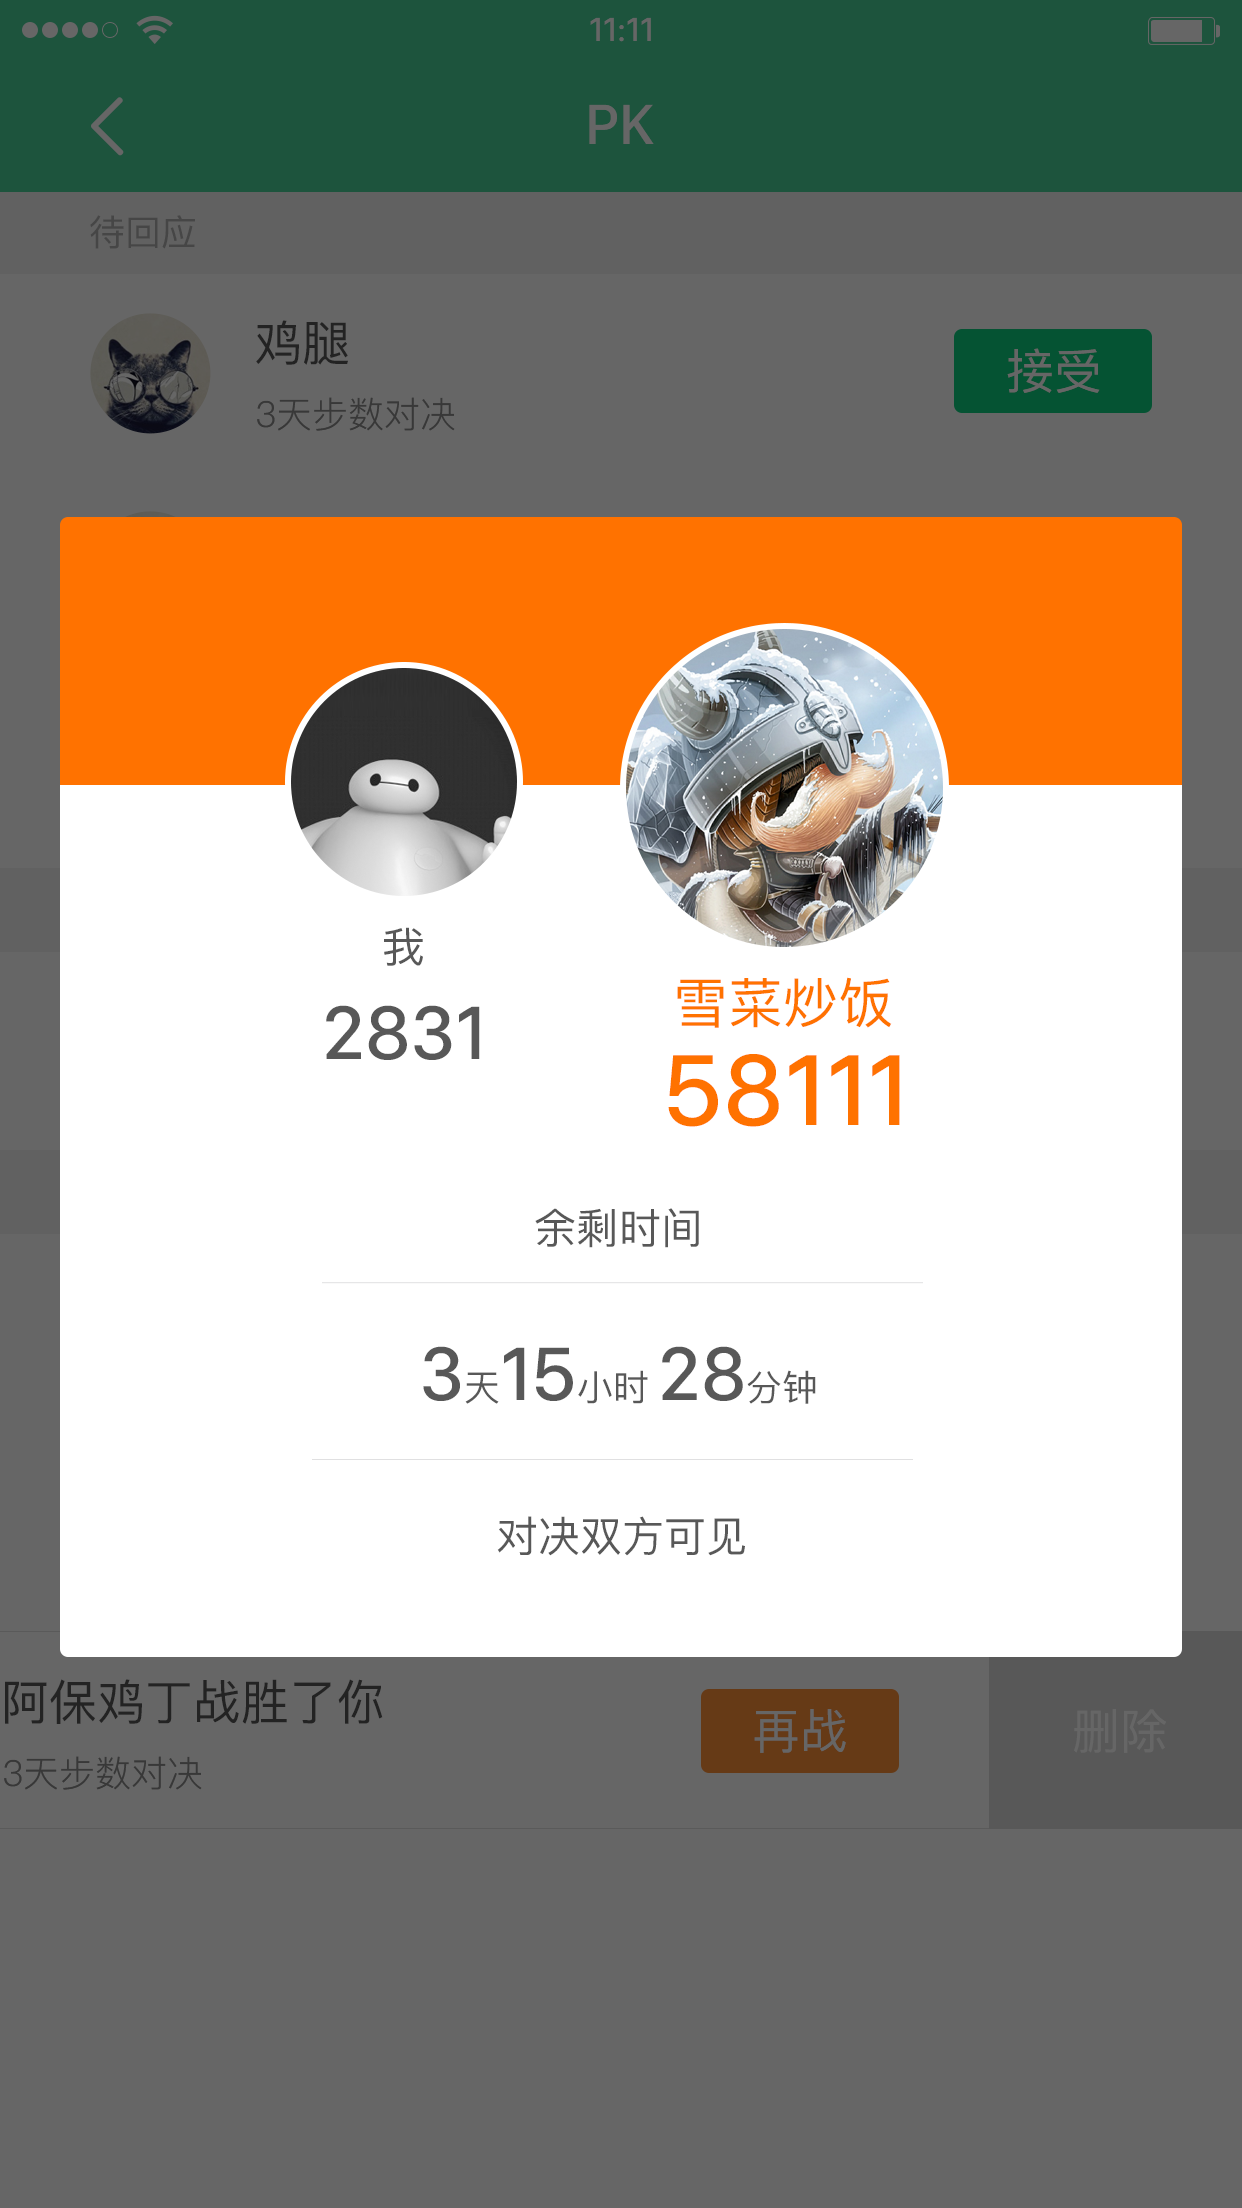 11:11
PK
待回应
鸡腿
3天步数对决
接受
我
2831
雪菜炒饭
58111
余剩时间
3天15小时 28分钟
对决双方可见
阿保鸡丁战胜了你
3天步数对决
再战
删除